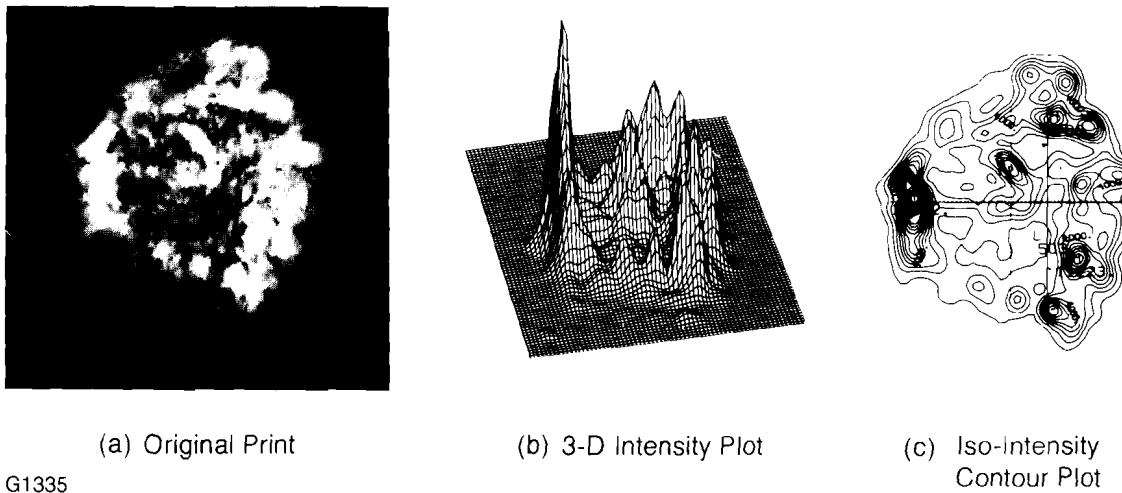 (a) Original Print
(b) 3-D Intensity Plot
(c) Iso-Intensity
Contour Plot
G1335